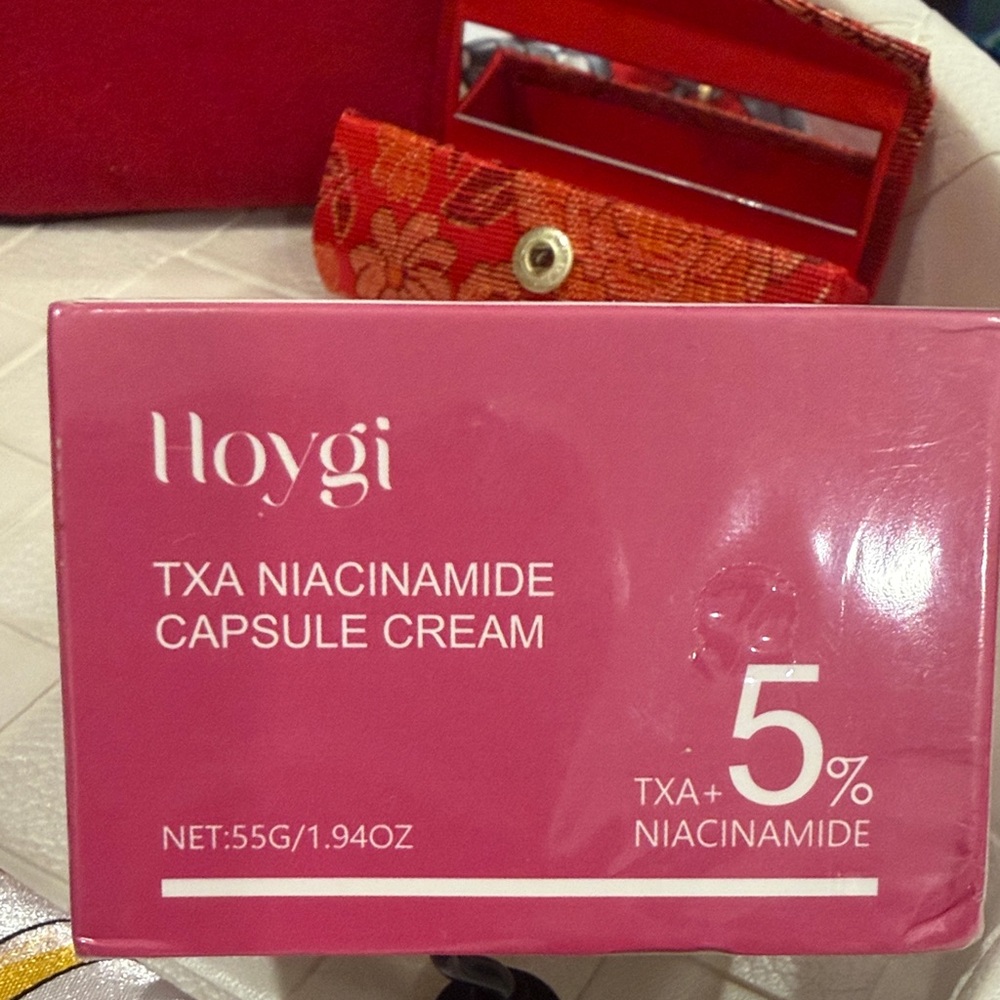 Hoygi
TXA NIACINAMIDE
CAPSULE CREAM
TXA+5%
NIACINAMIDE
NET:55G/1.94OZ